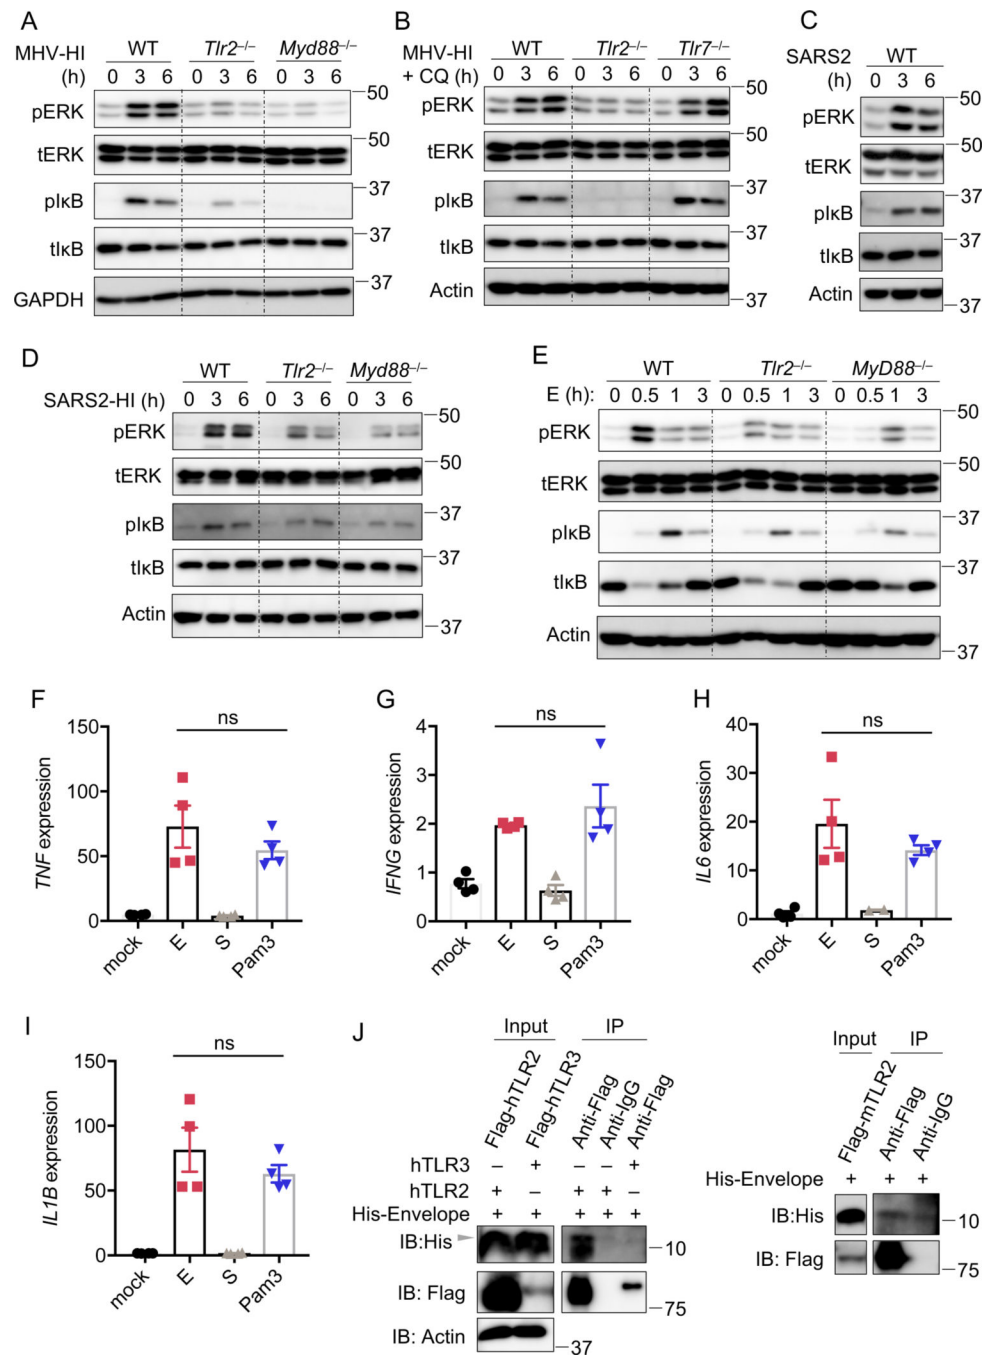 A
MHV-HI WT Tlr2–/– Myd88–/–
(h) 0 3 6 0 3 6 0 3 6
pERK 50
tERK 50
pIκB 37
tIκB 37
GAPDH 37
B
MHV-HI WT Tlr2–/– Tlr7–/–
+ CQ (h) 0 3 6 0 3 6 0 3 6
pERK 50
tERK 50
pIκB 37
tIκB 37
Actin 37
C
SARS2 WT
(h) 0 3 6
pERK 50
tERK 50
pIκB 37
tIκB 37
Actin 37
D
WT Tlr2–/– Myd88–/–
SARS2-HI (h) 0 3 6 0 3 6 0 3 6
pERK 50
tERK 50
pIκB 37
tIκB 37
Actin 37
E
WT Tlr2–/– MyD88–/–
E (h): 0 0.5 1 3 0 0.5 1 3 0 0.5 1 3
pERK 50
tERK 50
pIκB 37
tIκB 37
Actin 37
F
ns
TNF expression
150
100
50
0
mock E S Pam3
G
ns
IFNG expression
4
3
2
1
0
mock E S Pam3
H
ns
IL6 expression
40
30
20
10
0
mock E S Pam3
I
ns
IL1B expression
150
100
50
0
mock E S Pam3
J
Input IP
Flag-hTLR2 Flag-hTLR3 Anti-Flag Anti-IgG Anti-Flag
hTLR3 – + – – +
hTLR2 + – + + –
His-Envelope + + + + +
IB:His 10
IB: Flag 75
IB: Actin 37
Input IP
Flag-mTLR2 Anti-Flag Anti-IgG
His-Envelope + + +
IB:His 10
IB: Flag 75